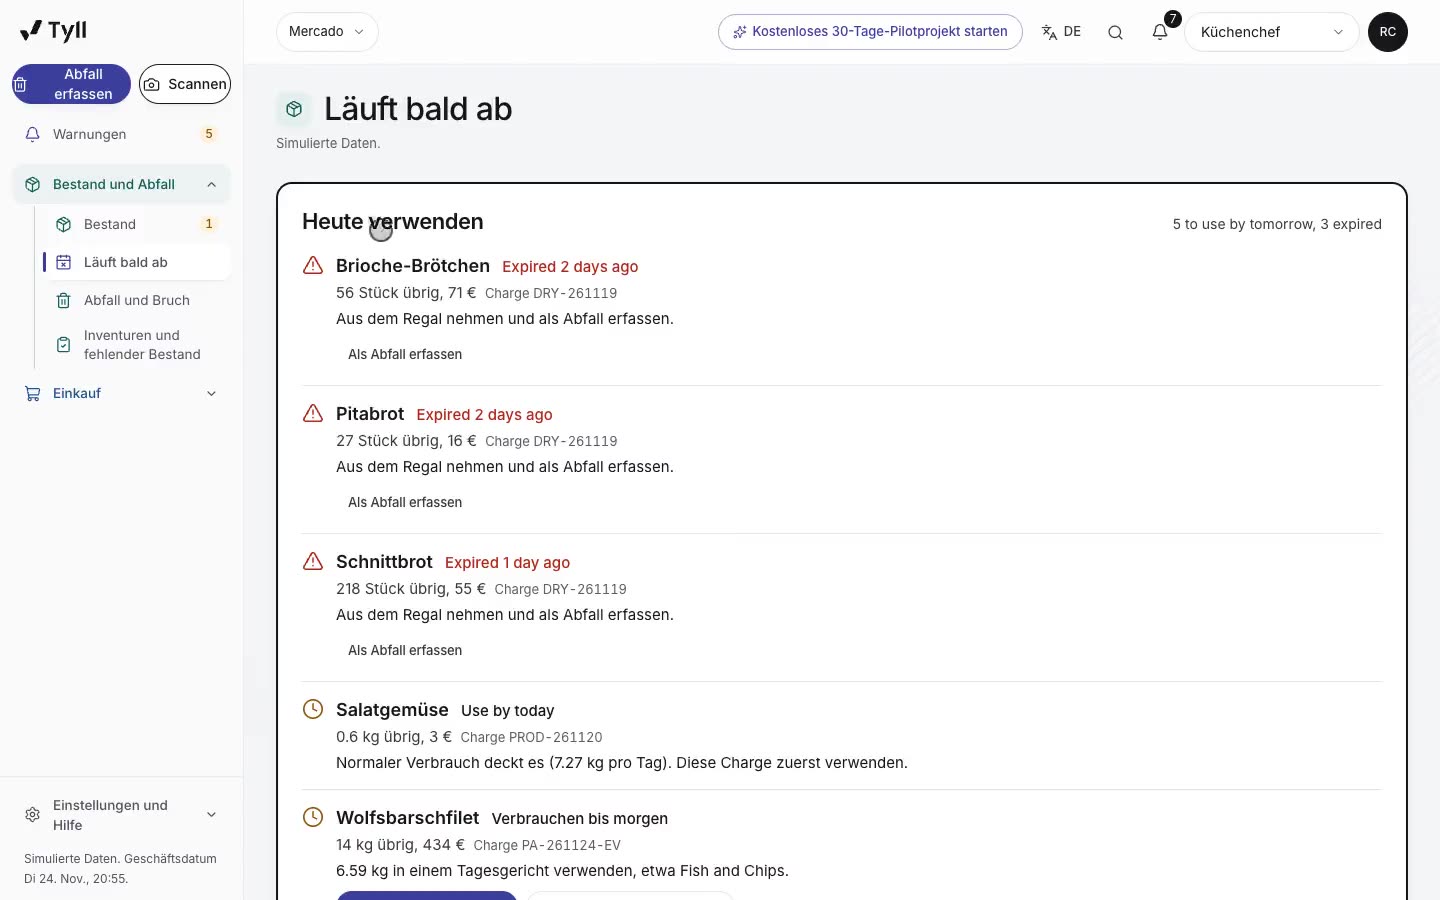 Tyll
Mercado
Kostenloses 30-Tage-Pilotprojekt starten
DE
7
Küchenchef
RC
Abfall
erfassen
Scannen
Warnungen
5
Bestand und Abfall
Bestand
1
Läuft bald ab
Abfall und Bruch
Inventuren und
fehlender Bestand
Einkauf
Einstellungen und
Hilfe
Simulierte Daten. Geschäftsdatum
Di 24. Nov., 20:55.
Läuft bald ab
Simulierte Daten.
Heute verwenden
5 to use by tomorrow, 3 expired
Brioche-Brötchen Expired 2 days ago
56 Stück übrig, 71 € Charge DRY-261119
Aus dem Regal nehmen und als Abfall erfassen.
Als Abfall erfassen
Pitabrot Expired 2 days ago
27 Stück übrig, 16 € Charge DRY-261119
Aus dem Regal nehmen und als Abfall erfassen.
Als Abfall erfassen
Schnittbrot Expired 1 day ago
218 Stück übrig, 55 € Charge DRY-261119
Aus dem Regal nehmen und als Abfall erfassen.
Als Abfall erfassen
Salatgemüse Use by today
0.6 kg übrig, 3 € Charge PROD-261120
Normaler Verbrauch deckt es (7.27 kg pro Tag). Diese Charge zuerst verwenden.
Wolfsbarschfilet Verbrauchen bis morgen
14 kg übrig, 434 € Charge PA-261124-EV
6.59 kg in einem Tagesgericht verwenden, etwa Fish and Chips.